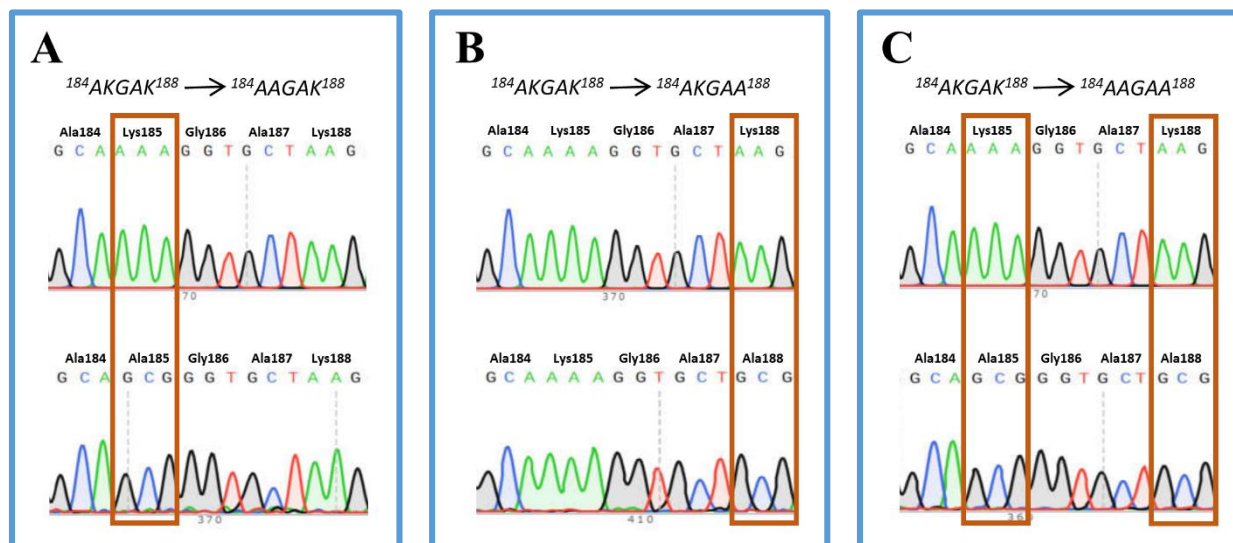 A
¹⁸⁴AKGAK¹⁸⁸ → ¹⁸⁴AAGAK¹⁸⁸
Ala184 Lys185 Gly186 Ala187 Lys188
G C A A A A G G T G C T A A G
70
Ala184 Ala185 Gly186 Ala187 Lys188
G C A G C G G G T G C T A A G
370
B
¹⁸⁴AKGAK¹⁸⁸ → ¹⁸⁴AKGAA¹⁸⁸
Ala184 Lys185 Gly186 Ala187 Lys188
G C A A A A G G T G C T A A G
370
Ala184 Lys185 Gly186 Ala187 Ala188
G C A A A A G G T G C T G C G
410
C
¹⁸⁴AKGAK¹⁸⁸ → ¹⁸⁴AAGAA¹⁸⁸
Ala184 Lys185 Gly186 Ala187 Lys188
G C A A A A G G T G C T A A G
70
Ala184 Ala185 Gly186 Ala187 Ala188
G C A G C G G G T G C T G C G
360